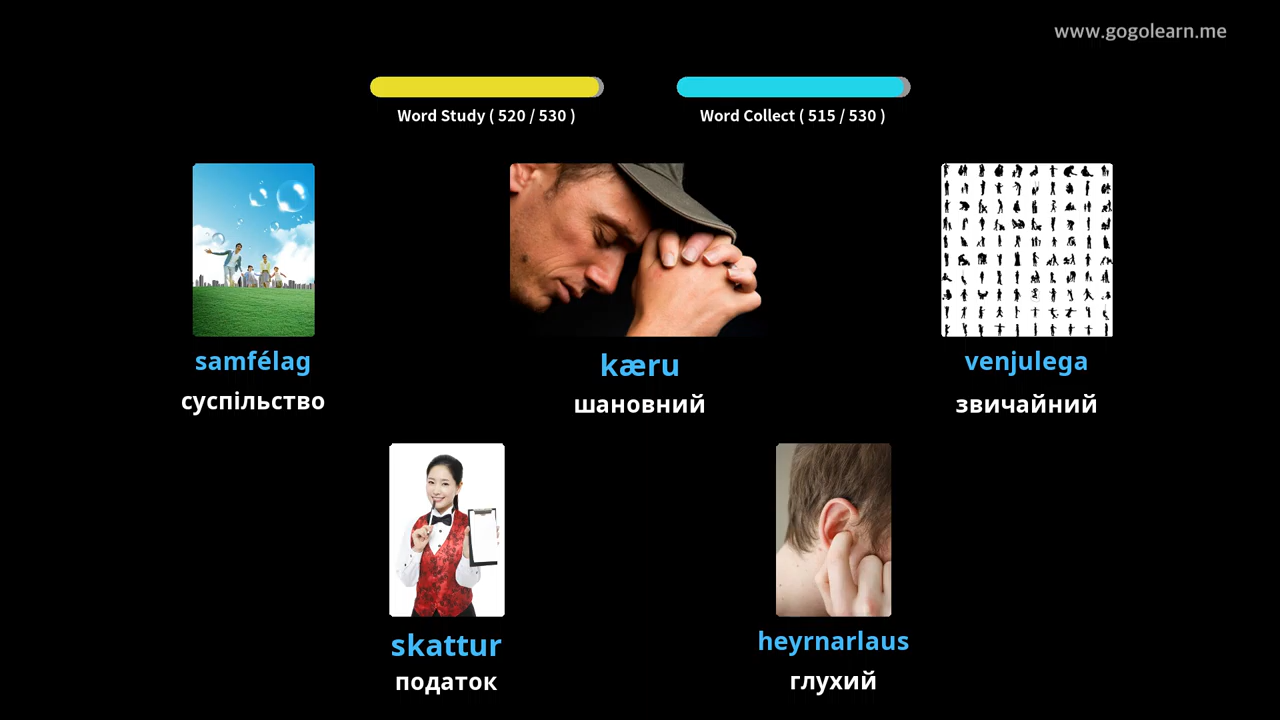 www.gogolearn.me
Word Study ( 520 / 530 )
Word Collect ( 515 / 530 )
samfélag
суспільство
kæru
шановний
venjulega
звичайний
skattur
податок
heyrnarlaus
глухий